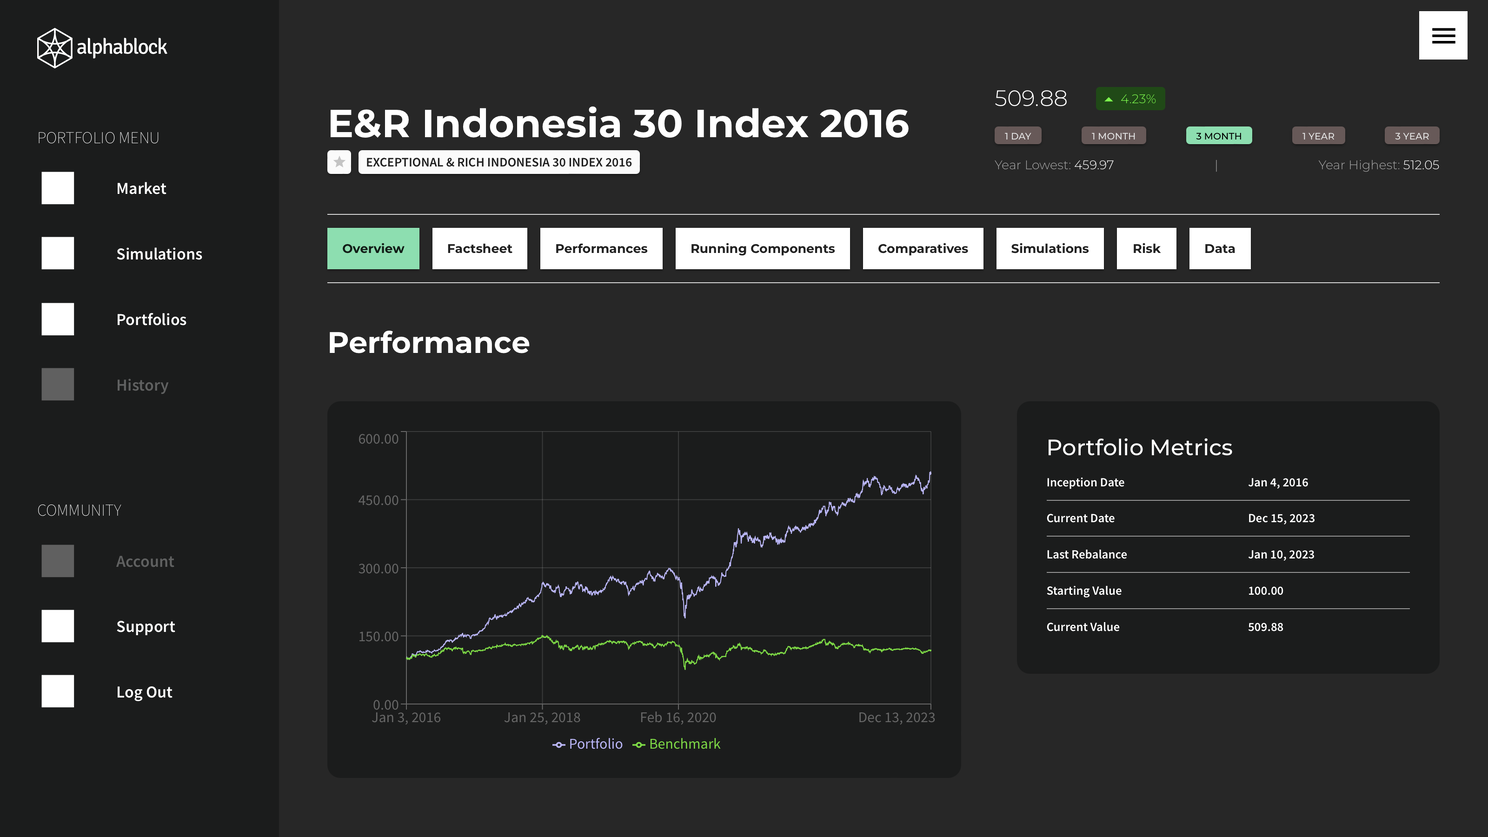 alphablock
PORTFOLIO MENU
Market
Simulations
Portfolios
History
COMMUNITY
Account
Support
Log Out
E&R Indonesia 30 Index 2016
EXCEPTIONAL & RICH INDONESIA 30 INDEX 2016
509.88 4.23%
1 DAY 1 MONTH 3 MONTH 1 YEAR 3 YEAR
Year Lowest: 459.97 | Year Highest: 512.05
Overview Factsheet Performances Running Components Comparatives Simulations Risk Data
Performance
600.00
450.00
300.00
150.00
0.00
Jan 3, 2016 Jan 25, 2018 Feb 16, 2020 Dec 13, 2023
Portfolio Benchmark
Portfolio Metrics
Inception Date Jan 4, 2016
Current Date Dec 15, 2023
Last Rebalance Jan 10, 2023
Starting Value 100.00
Current Value 509.88